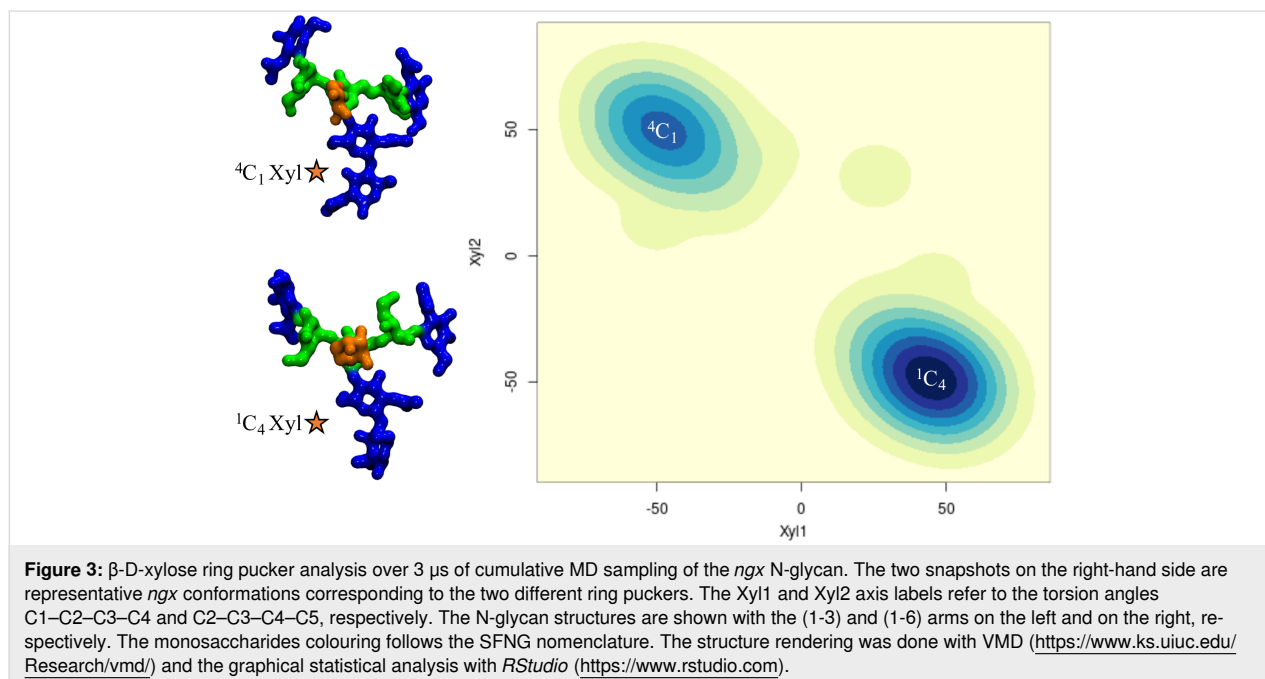 ⁴C₁ Xyl
¹C₄ Xyl
Xyl2
50
0
-50
⁴C₁
¹C₄
-50 0 50
Xyl1
Figure 3: β-D-xylose ring pucker analysis over 3 μs of cumulative MD sampling of the ngx N-glycan. The two snapshots on the right-hand side are
representative ngx conformations corresponding to the two different ring puckers. The Xyl1 and Xyl2 axis labels refer to the torsion angles
C1–C2–C3–C4 and C2–C3–C4–C5, respectively. The N-glycan structures are shown with the (1-3) and (1-6) arms on the left and on the right, re-
spectively. The monosaccharides colouring follows the SFNG nomenclature. The structure rendering was done with VMD (https://www.ks.uiuc.edu/
Research/vmd/) and the graphical statistical analysis with RStudio (https://www.rstudio.com).